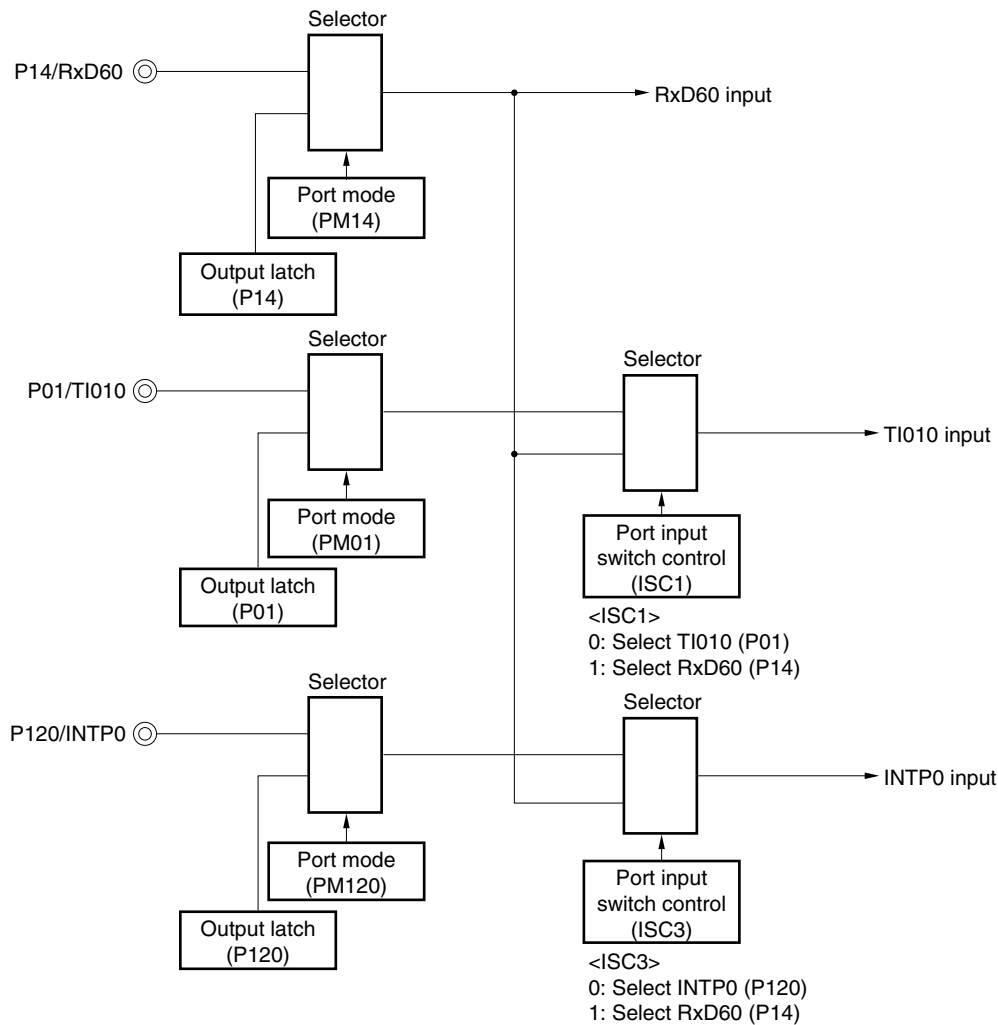 Selector
P14/RxD60
RxD60 input
Port mode
(PM14)
Output latch
(P14)
Selector
P01/TI010
Selector
TI010 input
Port mode
(PM01)
Port input
switch control
(ISC1)
Output latch
(P01)
<ISC1>
0: Select TI010 (P01)
1: Select RxD60 (P14)
Selector
P120/INTP0
Selector
INTP0 input
Port mode
(PM120)
Port input
switch control
(ISC3)
Output latch
(P120)
<ISC3>
0: Select INTP0 (P120)
1: Select RxD60 (P14)